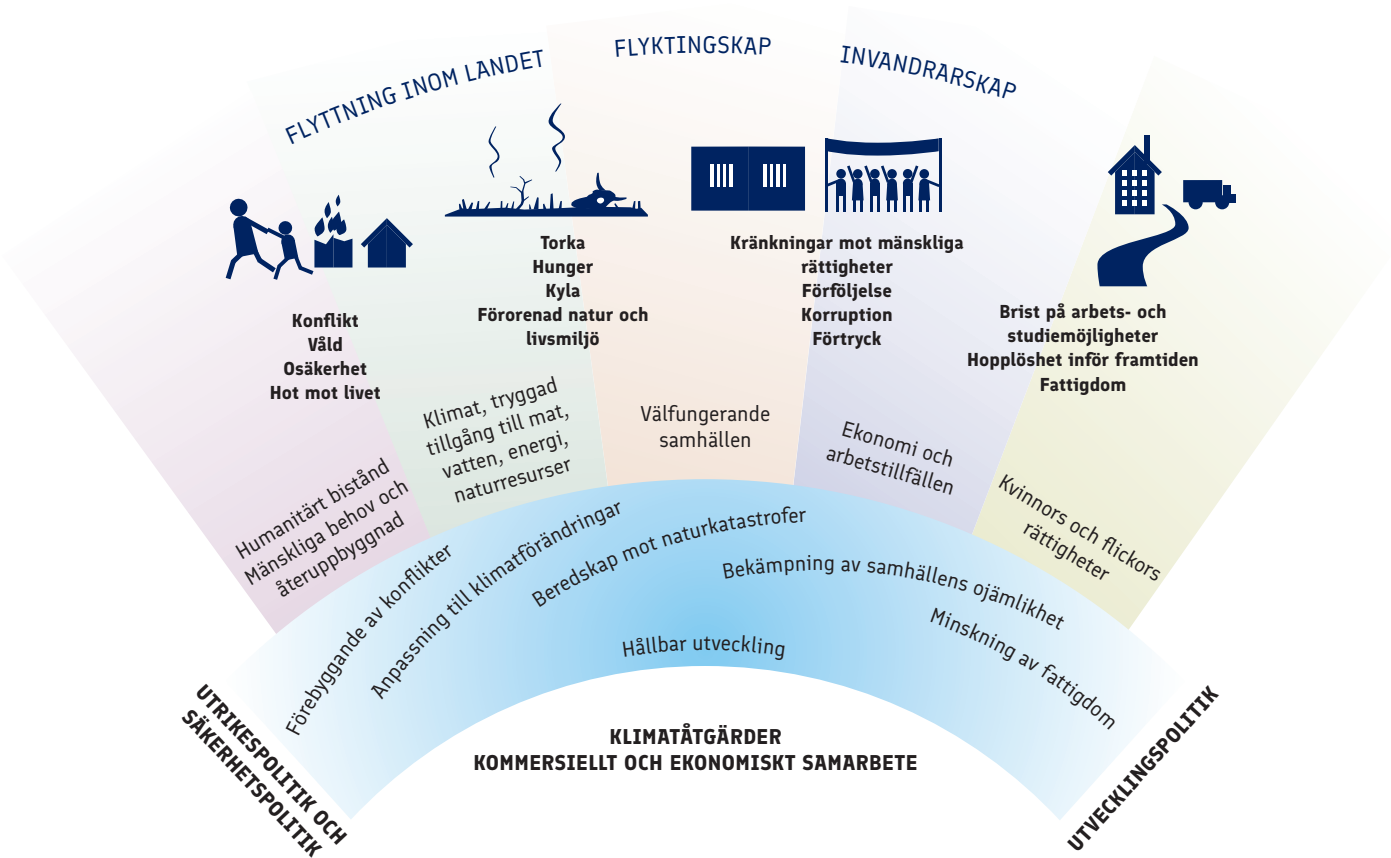 FLYTTNING INOM LANDET
FLYKTINGSKAP
INVANDRARSKAP
Konflikt
Våld
Osäkerhet
Hot mot livet
Torka
Hunger
Kyla
Förorenad natur och
livsmiljö
Kränkningar mot mänskliga
rättigheter
Förföljelse
Korruption
Förtryck
Brist på arbets- och
studiemöjligheter
Hopplöshet inför framtiden
Fattigdom
Humanitärt bistånd
Mänskliga behov och
återuppbyggnad
Klimat, tryggad
tillgång till mat,
vatten, energi,
naturresurser
Välfungerande
samhällen
Ekonomi och
arbetstillfällen
Kvinnors och flickors
rättigheter
Förebyggande av konflikter
Anpassning till klimatförändringar
Beredskap mot naturkatastrofer
Bekämpning av samhällens ojämlikhet
Minskning av fattigdom
Hållbar utveckling
UTRIKESPOLITIK OCH
SÄKERHETSPOLITIK
KLIMATÅTGÄRDER
KOMMERSIELLT OCH EKONOMISKT SAMARBETE
UTVECKLINGSPOLITIK